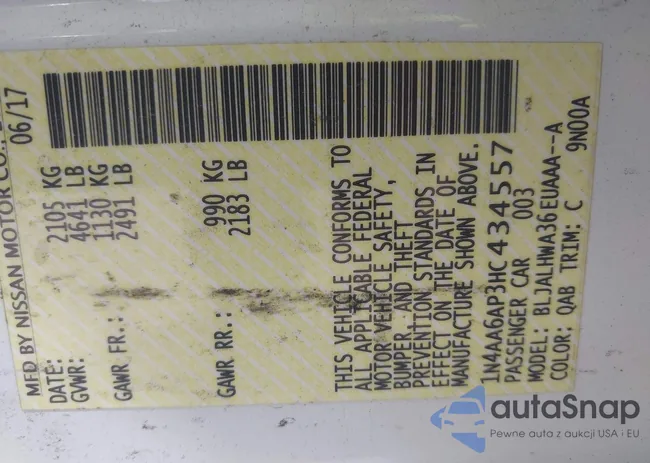 MFD BY NISSAN MOTOR CO.,
DATE: 06/17
GVWR: 2105 KG
4641 LB
GAWR FR.: 1130 KG
2491 LB
GAWR RR.: 990 KG
2183 LB
THIS VEHICLE CONFORMS TO
ALL APPLICABLE FEDERAL
MOTOR VEHICLE SAFETY,
BUMPER, AND THEFT
PREVENTION STANDARDS IN
EFFECT ON THE DATE OF
MANUFACTURE SHOWN ABOVE.
1N4AA6AP3HC434557
PASSENGER CAR 003
MODEL: BLJALHWA36EUAAA--A
COLOR: QAB TRIM: C 9N00A
autaSnap
Pewne auta z aukcji USA i EU